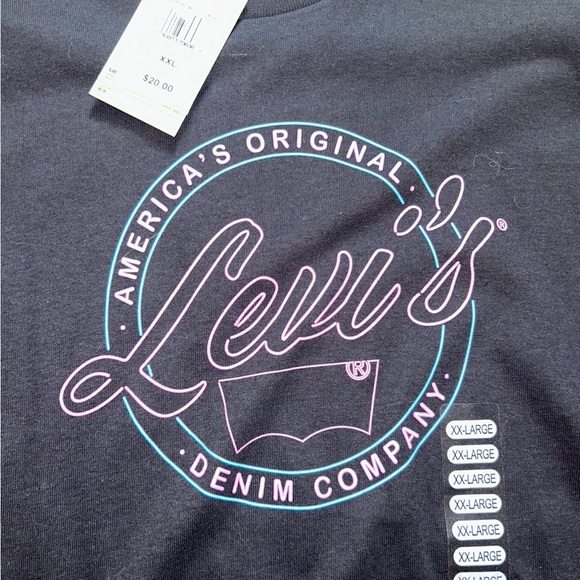 XXL
$20.00
· AMERICA'S ORIGINAL ·
Levi's®
®
· DENIM COMPANY ·
XX-LARGE
XX-LARGE
XX-LARGE
XX-LARGE
XX-LARGE
XX-LARGE